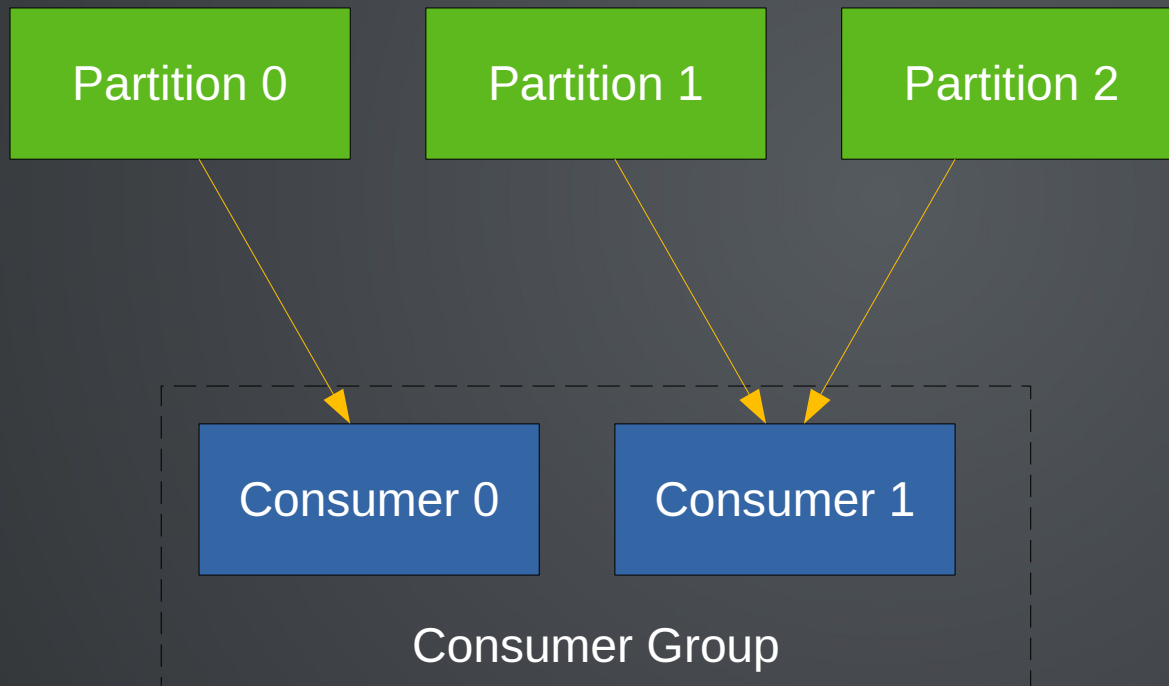 Partition 0
Partition 1
Partition 2
Consumer 0
Consumer 1
Consumer Group